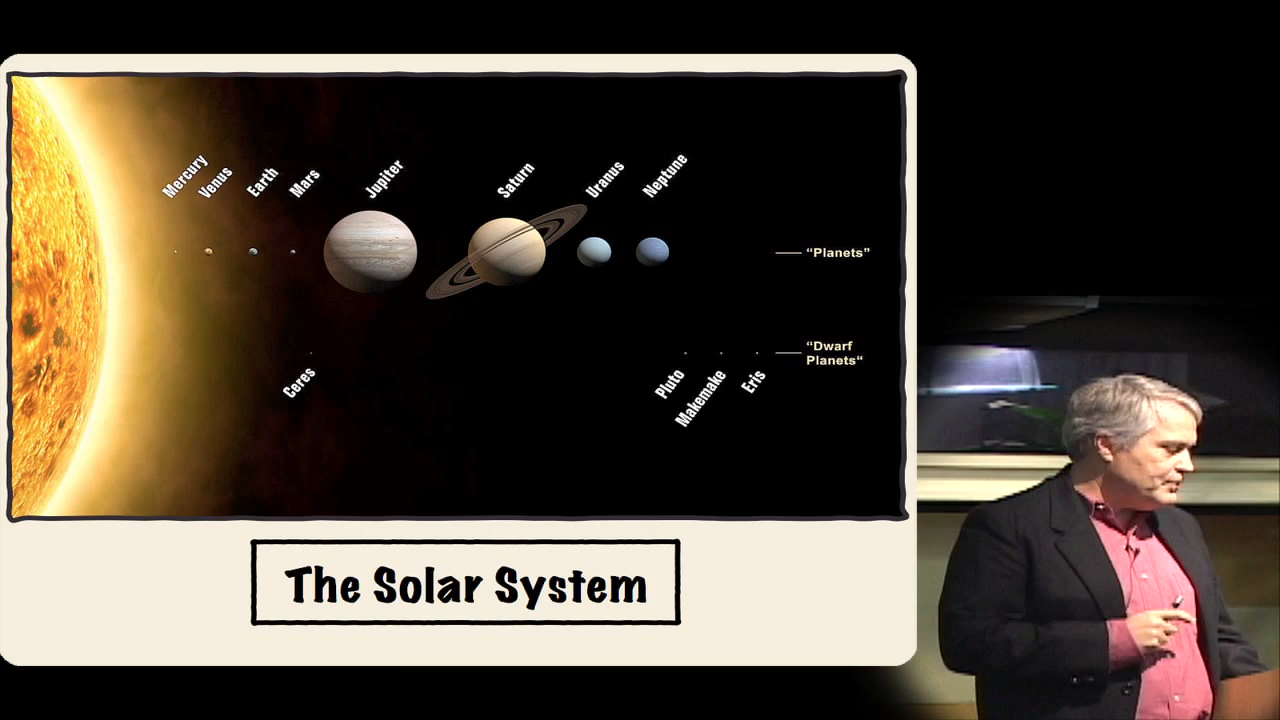 Mercury
Venus
Earth
Mars
Jupiter
Saturn
Uranus
Neptune
“Planets”
“Dwarf
Planets“
Ceres
Pluto
Makemake
Eris
The Solar System